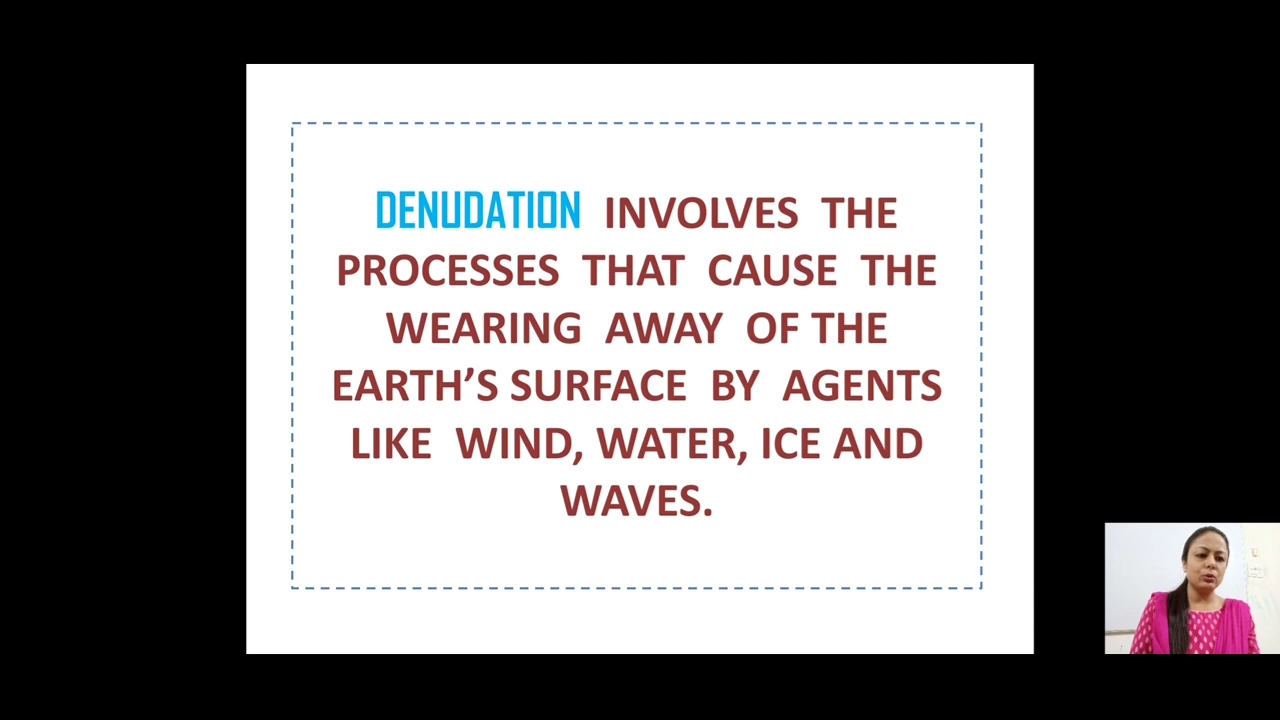 DENUDATION INVOLVES THE
PROCESSES THAT CAUSE THE
WEARING AWAY OF THE
EARTH’S SURFACE BY AGENTS
LIKE WIND, WATER, ICE AND
WAVES.